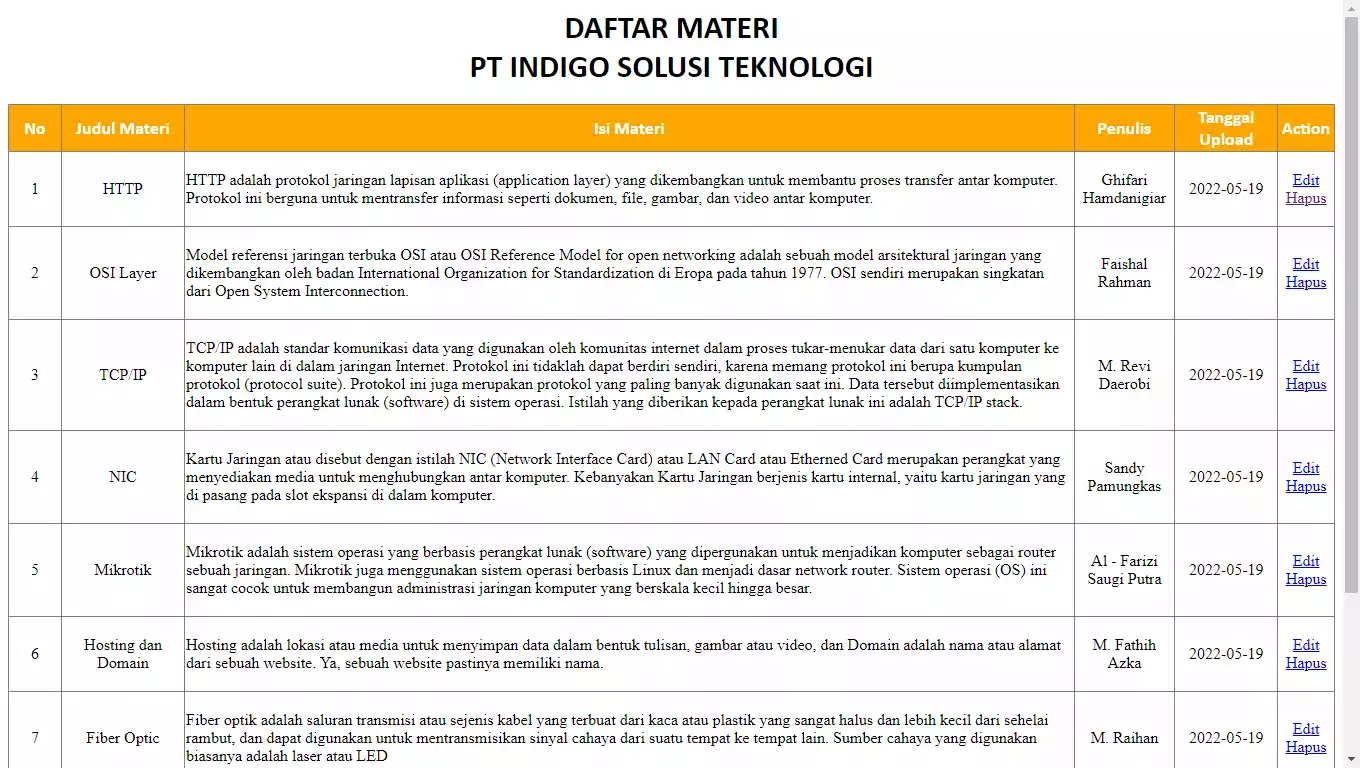 DAFTAR MATERI
PT INDIGO SOLUSI TEKNOLOGI
No Judul Materi Isi Materi Penulis Tanggal Upload Action
1 HTTP HTTP adalah protokol jaringan lapisan aplikasi (application layer) yang dikembangkan untuk membantu proses transfer antar komputer.
Protokol ini berguna untuk mentransfer informasi seperti dokumen, file, gambar, dan video antar komputer.
Ghifari
Hamdanigiar
2022-05-19
Edit
Hapus
2 OSI Layer
Model referensi jaringan terbuka OSI atau OSI Reference Model for open networking adalah sebuah model arsitektural jaringan yang
dikembangkan oleh badan International Organization for Standardization di Eropa pada tahun 1977. OSI sendiri merupakan singkatan
dari Open System Interconnection.
Faishal
Rahman
2022-05-19
Edit
Hapus
3 TCP/IP
TCP/IP adalah standar komunikasi data yang digunakan oleh komunitas internet dalam proses tukar-menukar data dari satu komputer ke
komputer lain di dalam jaringan Internet. Protokol ini tidaklah dapat berdiri sendiri, karena memang protokol ini berupa kumpulan
protokol (protocol suite). Protokol ini juga merupakan protokol yang paling banyak digunakan saat ini. Data tersebut diimplementasikan
dalam bentuk perangkat lunak (software) di sistem operasi. Istilah yang diberikan kepada perangkat lunak ini adalah TCP/IP stack.
M. Revi
Daerobi
2022-05-19
Edit
Hapus
4 NIC
Kartu Jaringan atau disebut dengan istilah NIC (Network Interface Card) atau LAN Card atau Etherned Card merupakan perangkat yang
menyediakan media untuk menghubungkan antar komputer. Kebanyakan Kartu Jaringan berjenis kartu internal, yaitu kartu jaringan yang
di pasang pada slot ekspansi di dalam komputer.
Sandy
Pamungkas
2022-05-19
Edit
Hapus
5 Mikrotik
Mikrotik adalah sistem operasi yang berbasis perangkat lunak (software) yang dipergunakan untuk menjadikan komputer sebagai router
sebuah jaringan. Mikrotik juga menggunakan sistem operasi berbasis Linux dan menjadi dasar network router. Sistem operasi (OS) ini
sangat cocok untuk membangun administrasi jaringan komputer yang berskala kecil hingga besar.
Al - Farizi
Saugi Putra
2022-05-19
Edit
Hapus
6
Hosting dan
Domain
Hosting adalah lokasi atau media untuk menyimpan data dalam bentuk tulisan, gambar atau video, dan Domain adalah nama atau alamat
dari sebuah website. Ya, sebuah website pastinya memiliki nama.
M. Fathih
Azka
2022-05-19
Edit
Hapus
7 Fiber Optic
Fiber optik adalah saluran transmisi atau sejenis kabel yang terbuat dari kaca atau plastik yang sangat halus dan lebih kecil dari sehelai
rambut, dan dapat digunakan untuk mentransmisikan sinyal cahaya dari suatu tempat ke tempat lain. Sumber cahaya yang digunakan
biasanya adalah laser atau LED
M. Raihan
2022-05-19
Edit
Hapus